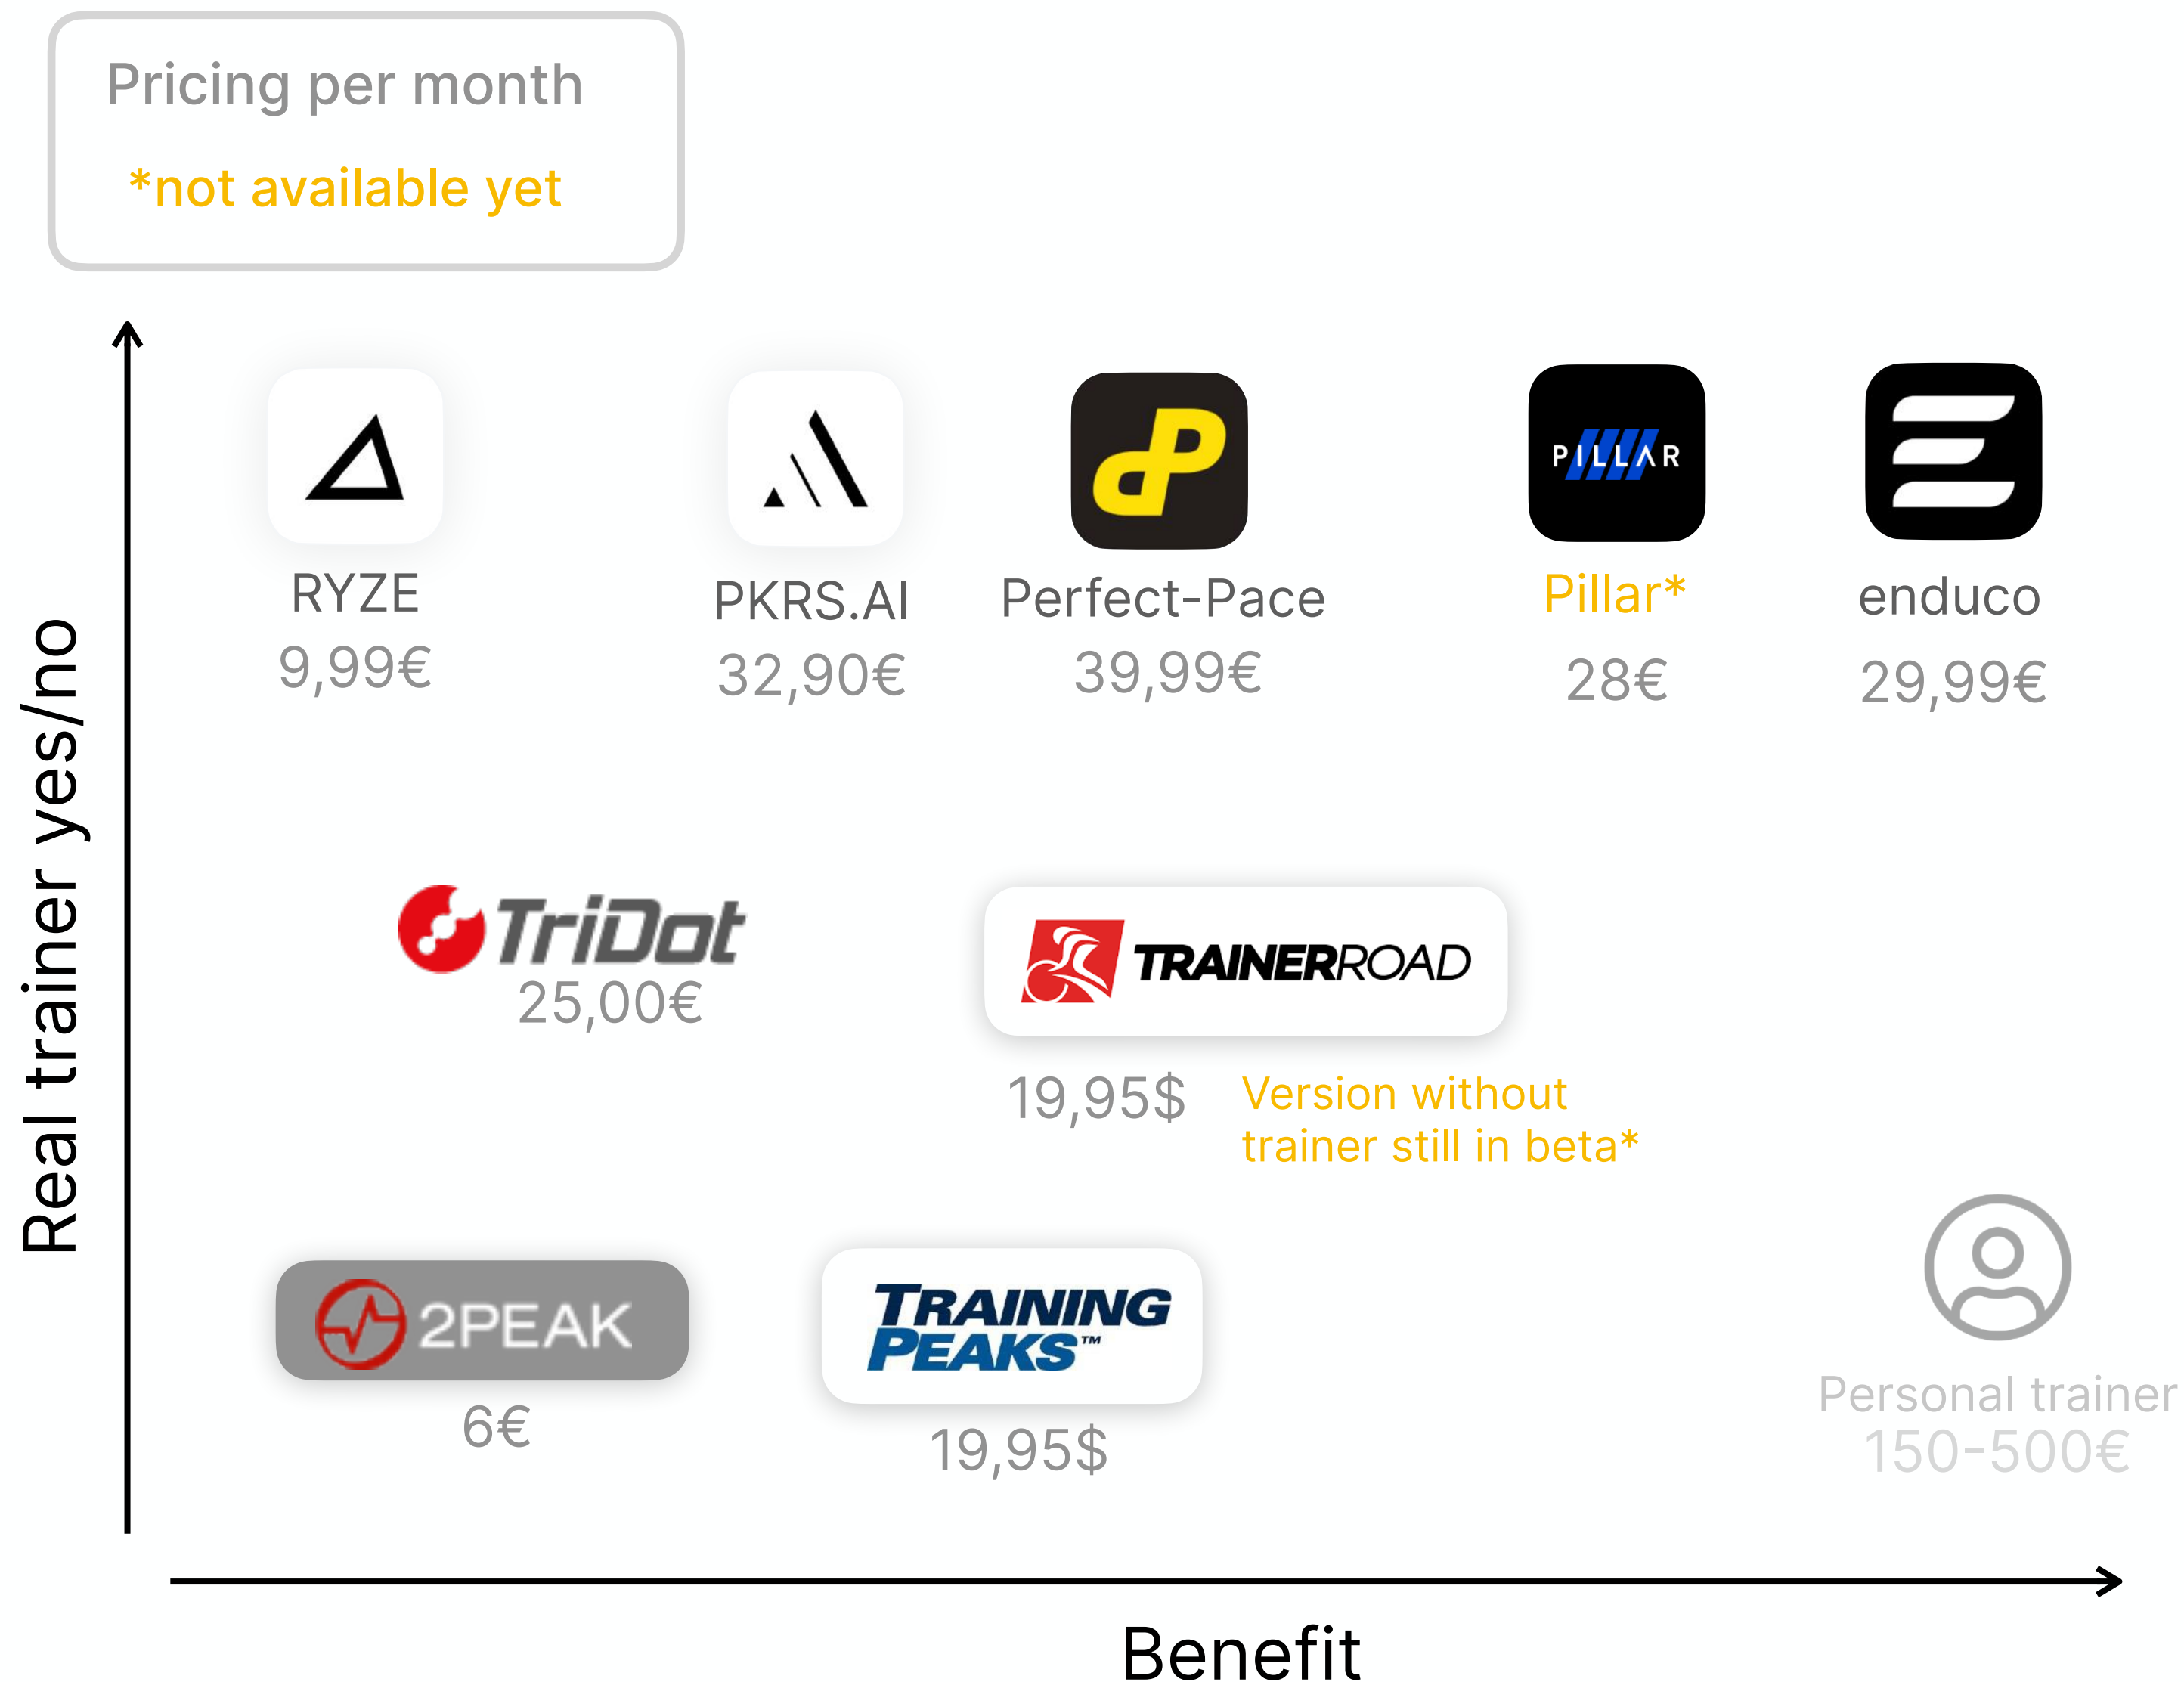 Pricing per month
*not available yet
Real trainer yes/no
PILLAR
RYZE
9,99€
PKRS.AI
32,90€
Perfect-Pace
39,99€
Pillar*
28€
enduco
29,99€
TriDot
25,00€
TRAINERROAD
19,95$
Version without
trainer still in beta*
2PEAK
6€
TRAINING
PEAKS™
19,95$
Personal trainer
150-500€
Benefit